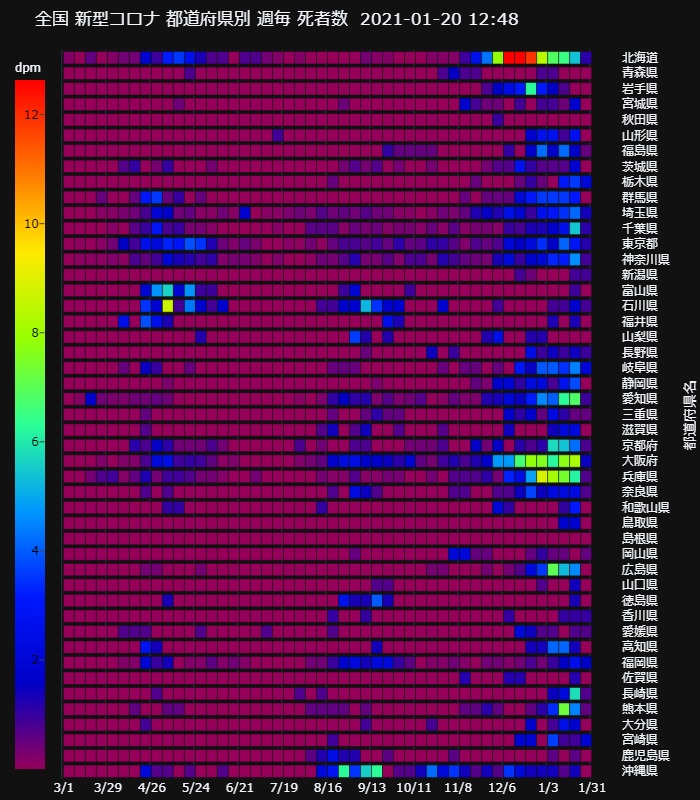 全国 新型コロナ 都道府県別 週毎 死者数 2021-01-20 12:48
dpm
12
10
8
6
4
2
北海道
青森県
岩手県
宮城県
秋田県
山形県
福島県
茨城県
栃木県
群馬県
埼玉県
千葉県
東京都
神奈川県
新潟県
富山県
石川県
福井県
山梨県
長野県
岐阜県
静岡県
愛知県
三重県
滋賀県
京都府
大阪府
兵庫県
奈良県
和歌山県
鳥取県
島根県
岡山県
広島県
山口県
徳島県
香川県
愛媛県
高知県
福岡県
佐賀県
長崎県
熊本県
大分県
宮崎県
鹿児島県
沖縄県
都道府県名
3/1 3/29 4/26 5/24 6/21 7/19 8/16 9/13 10/11 11/8 12/6 1/3 1/31